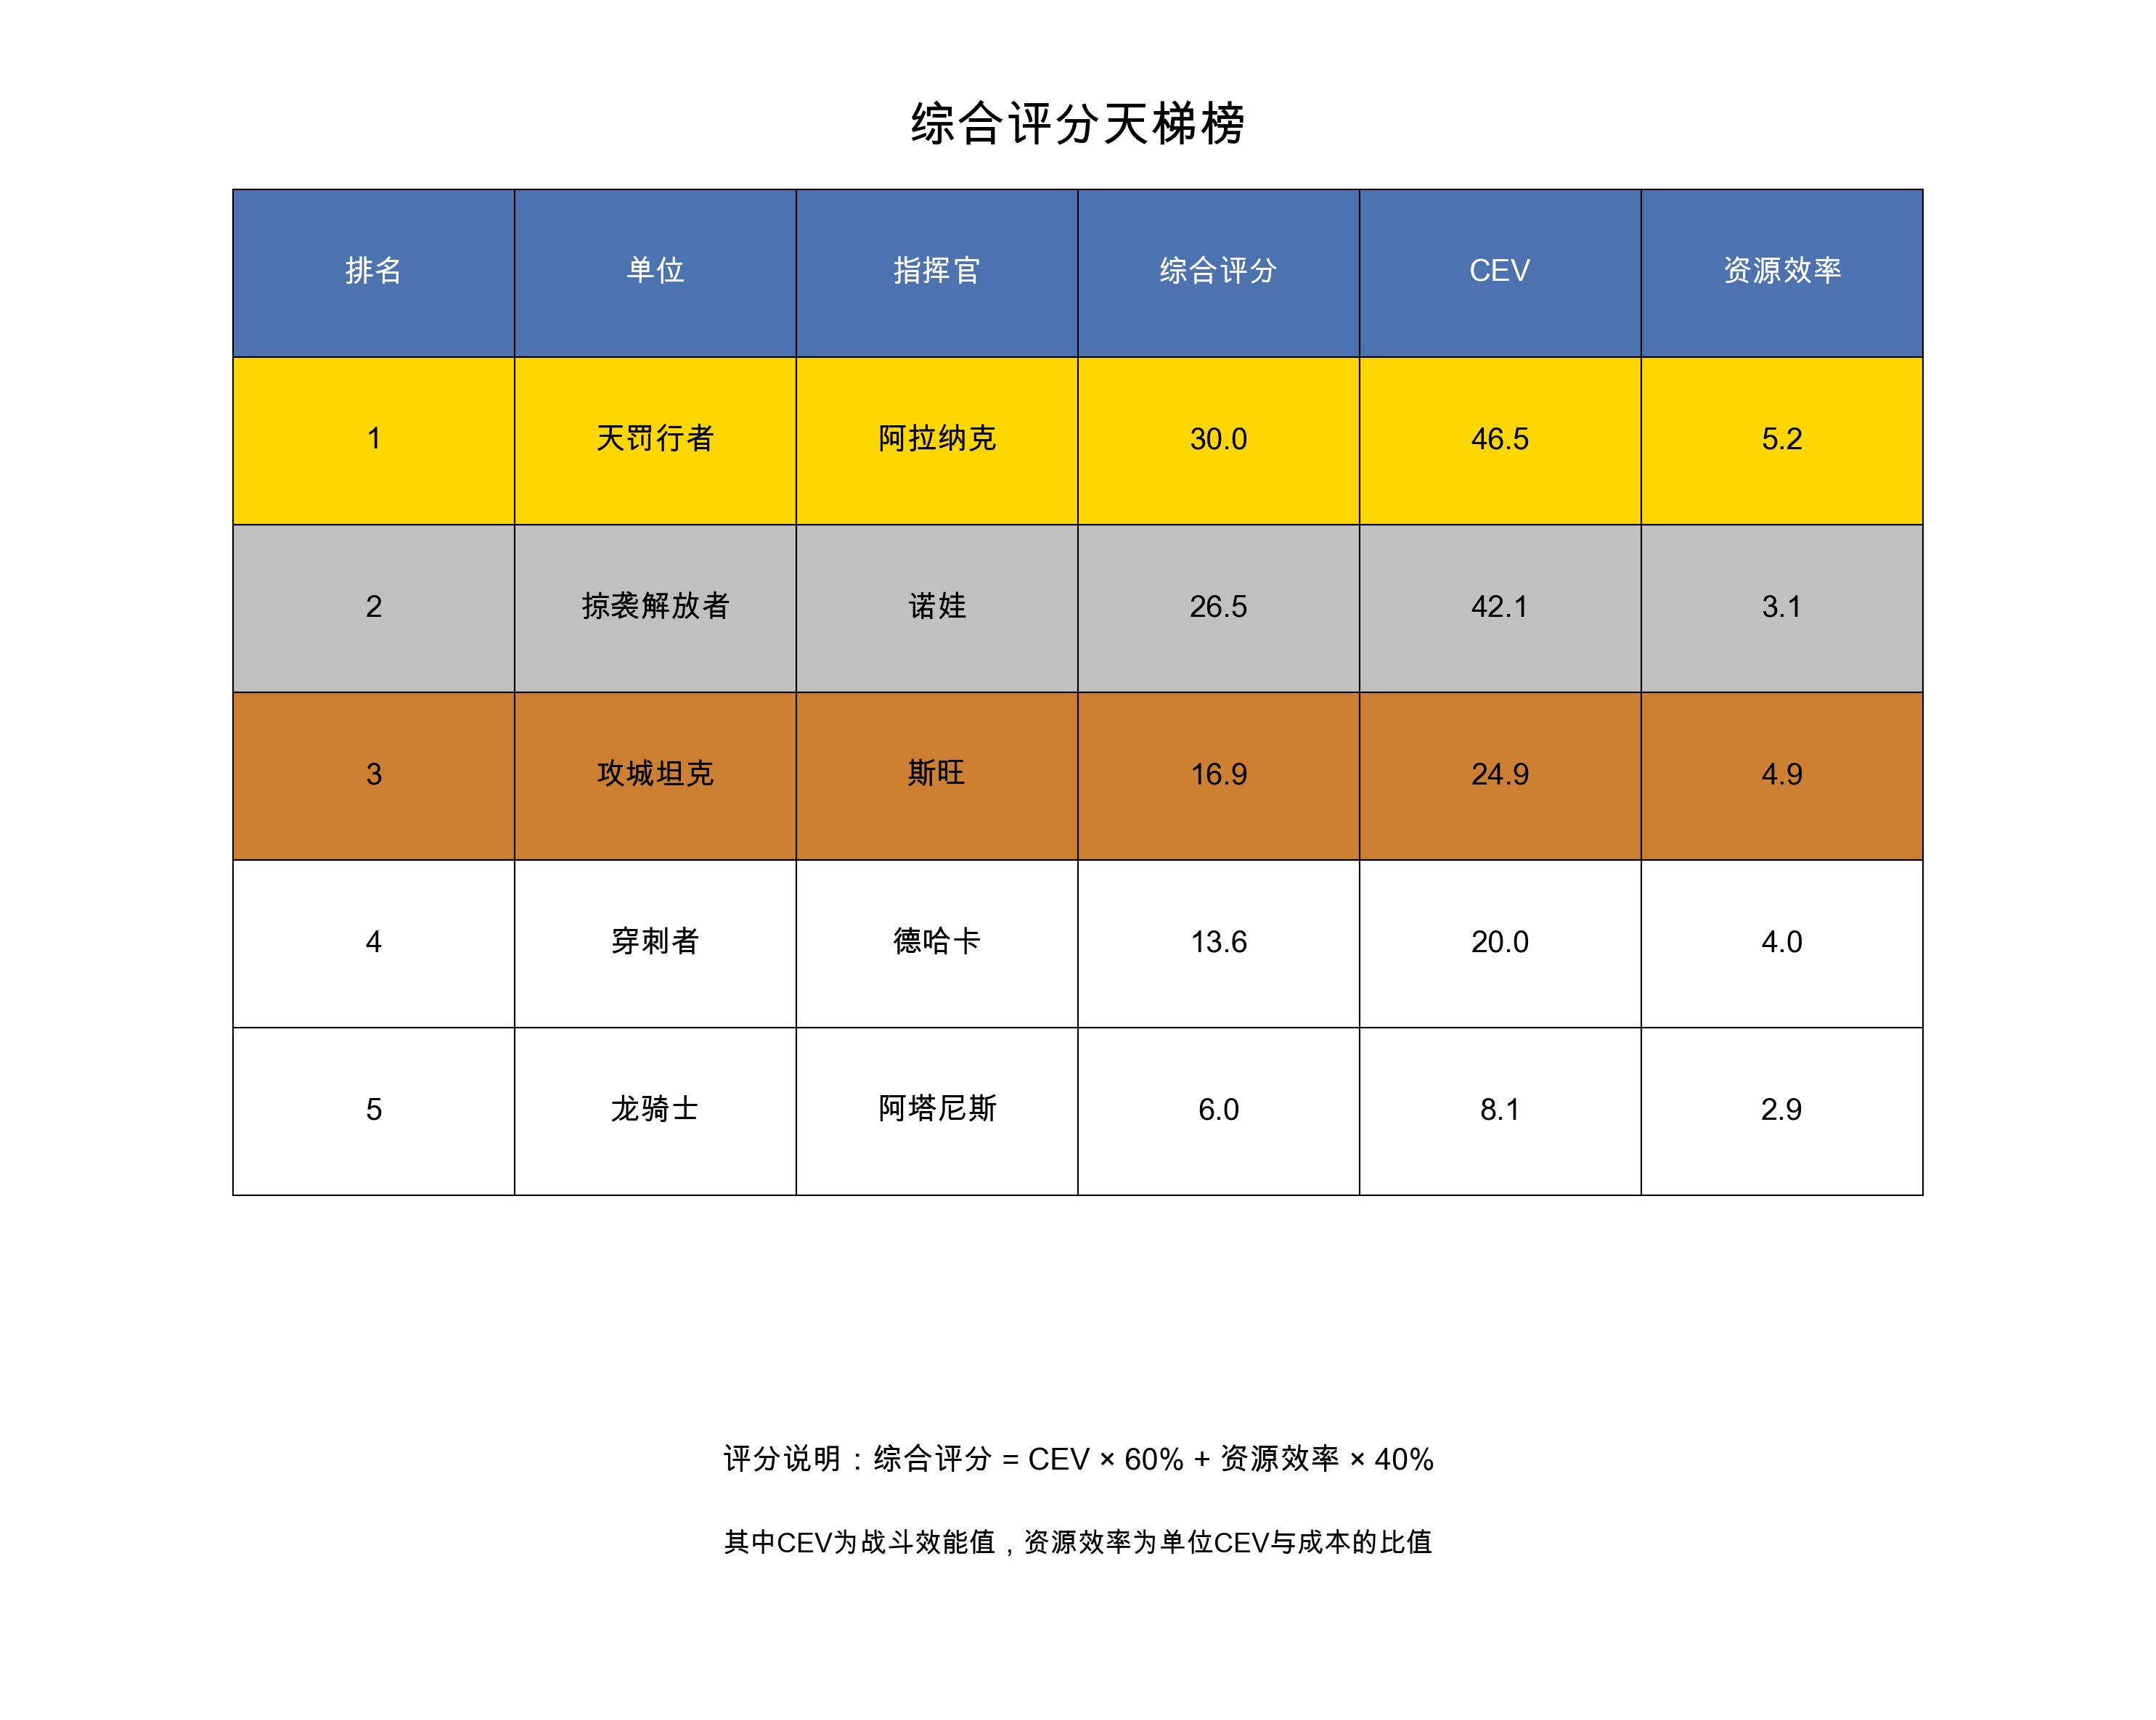 综合评分天梯榜
排名 单位 指挥官 综合评分 CEV 资源效率
1 天罚行者 阿拉纳克 30.0 46.5 5.2
2 掠袭解放者 诺娃 26.5 42.1 3.1
3 攻城坦克 斯旺 16.9 24.9 4.9
4 穿刺者 德哈卡 13.6 20.0 4.0
5 龙骑士 阿塔尼斯 6.0 8.1 2.9
评分说明：综合评分 = CEV × 60% + 资源效率 × 40%
其中CEV为战斗效能值，资源效率为单位CEV与成本的比值